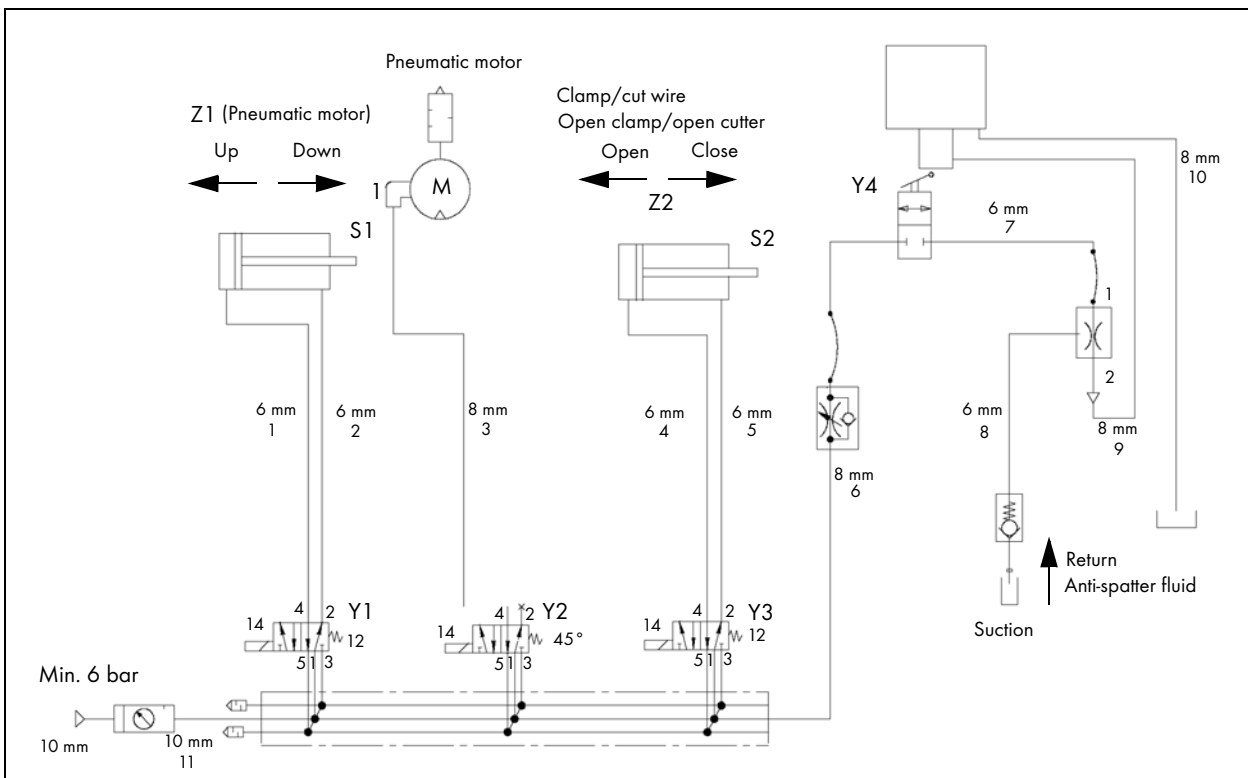 Pneumatic motor
Z1 (Pneumatic motor)
Up Down
Clamp/cut wire
Open clamp/open cutter
Open Close
Z2
S1
1
M
S2
Y4
6 mm
7
8 mm
10
1
2
6 mm
1
6 mm
2
8 mm
3
6 mm
4
6 mm
5
8 mm
6
6 mm
8
8 mm
9
Return
Anti-spatter fluid
Suction
14
4 2
Y1
12
5 1 3
14
4 2
Y2
45°
5 1 3
14
4 2
Y3
12
5 1 3
Min. 6 bar
10 mm
10 mm
11